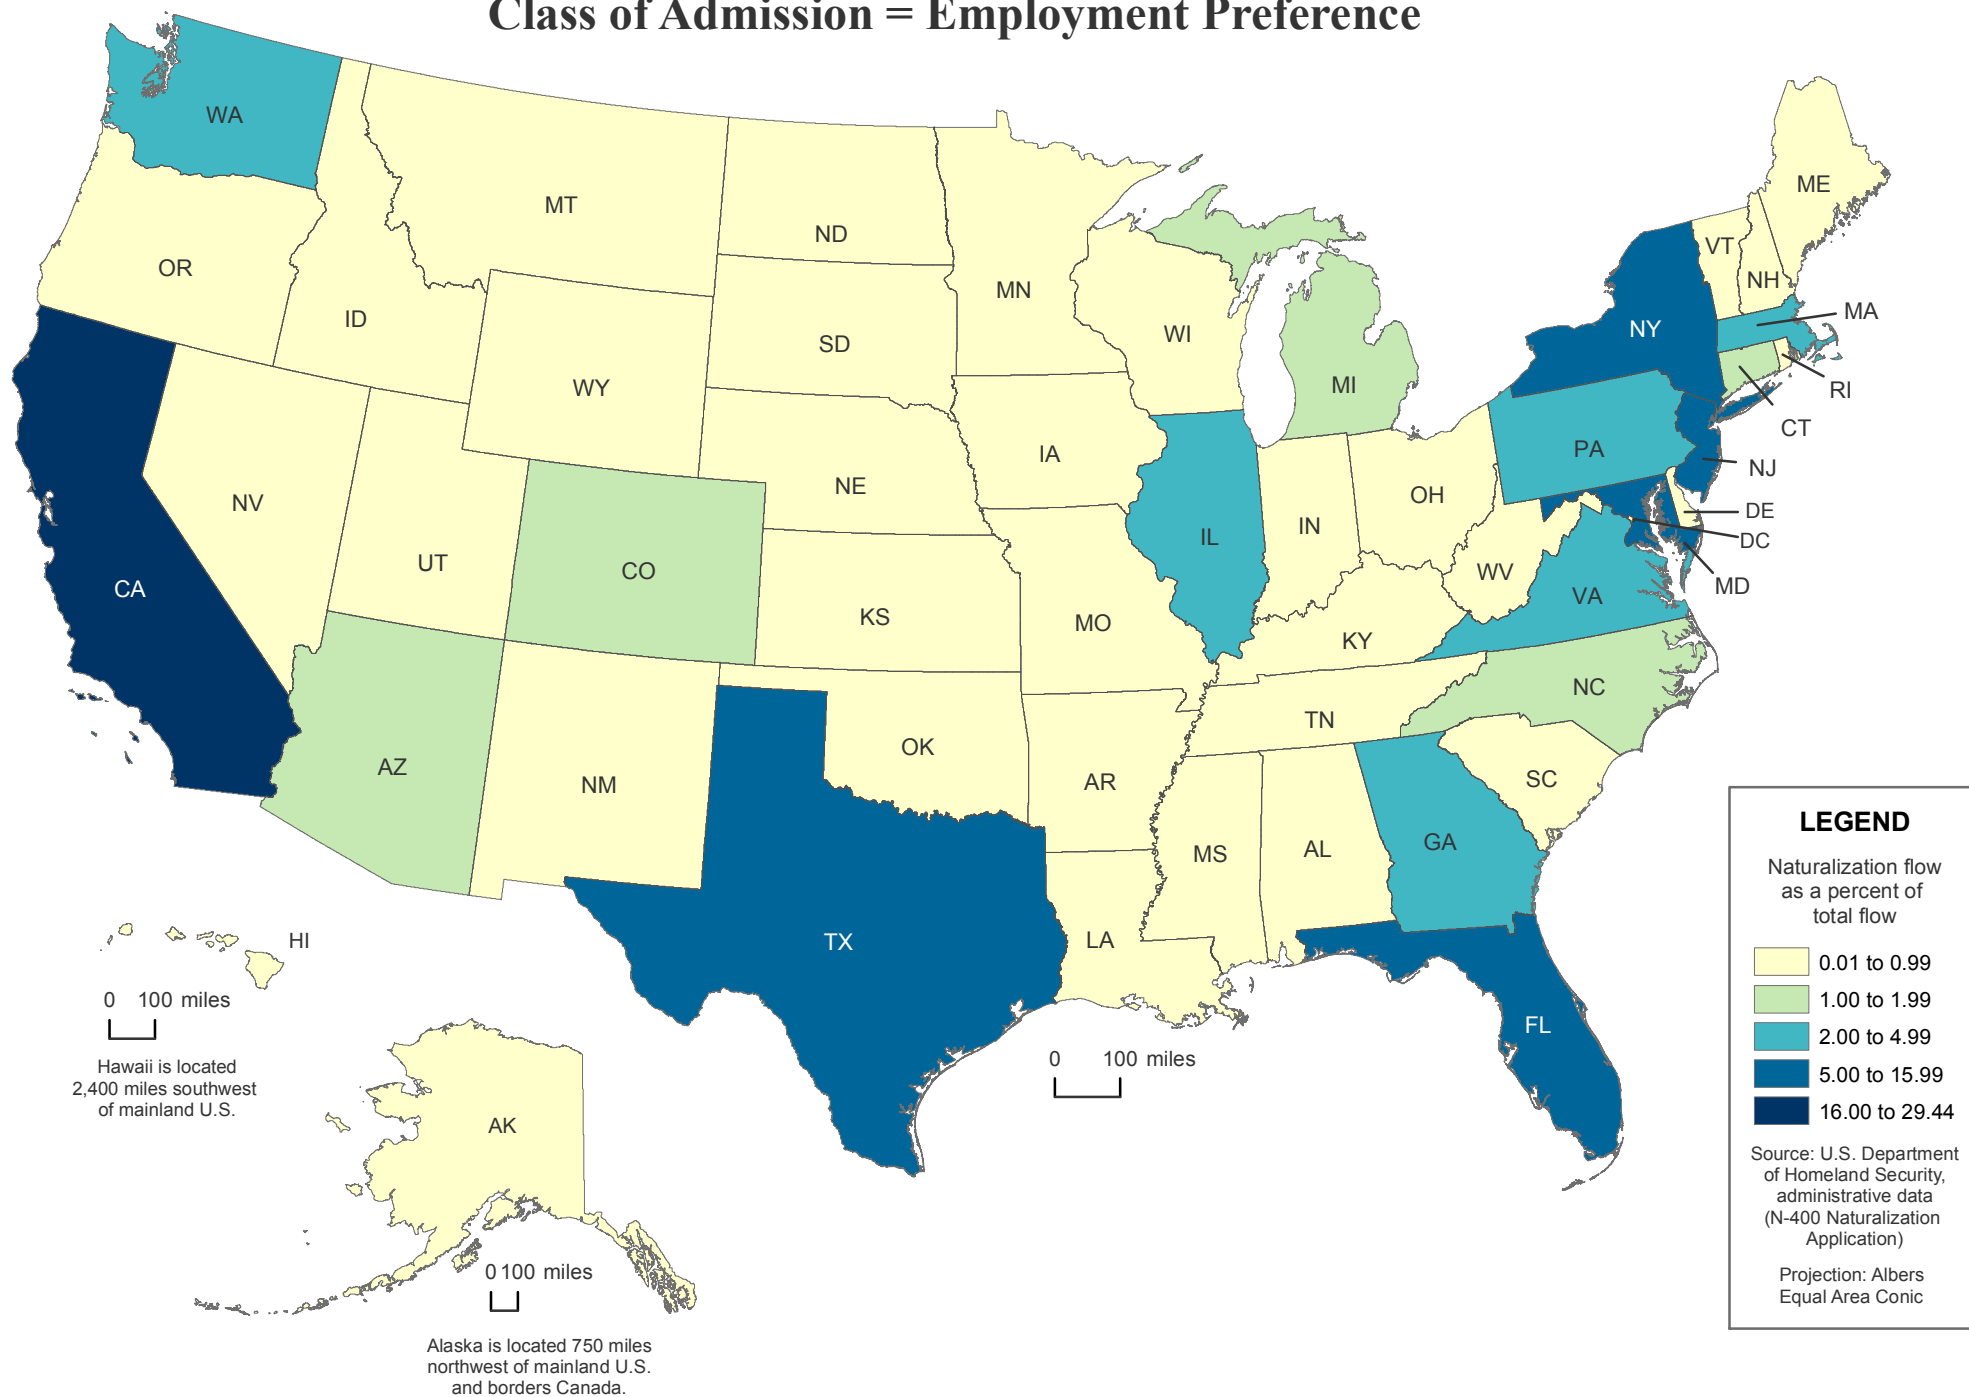 Class of Admission = Employment Preference
WA
MT
ND
MN
ME
OR
ID
WY
SD
WI
MI
VT
NH
NY
MA
RI
CT
PA
NJ
DE
DC
MD
NV
UT
CO
NE
IA
IL
IN
OH
WV
VA
CA
KS
MO
KY
NC
TN
AZ
NM
OK
AR
SC
MS
AL
GA
TX
LA
FL
HI
0 100 miles
Hawaii is located
2,400 miles southwest
of mainland U.S.
AK
0 100 miles
Alaska is located 750 miles
northwest of mainland U.S.
and borders Canada.
0 100 miles
LEGEND
Naturalization flow
as a percent of
total flow
0.01 to 0.99
1.00 to 1.99
2.00 to 4.99
5.00 to 15.99
16.00 to 29.44
Source: U.S. Department
of Homeland Security,
administrative data
(N-400 Naturalization
Application)
Projection: Albers
Equal Area Conic